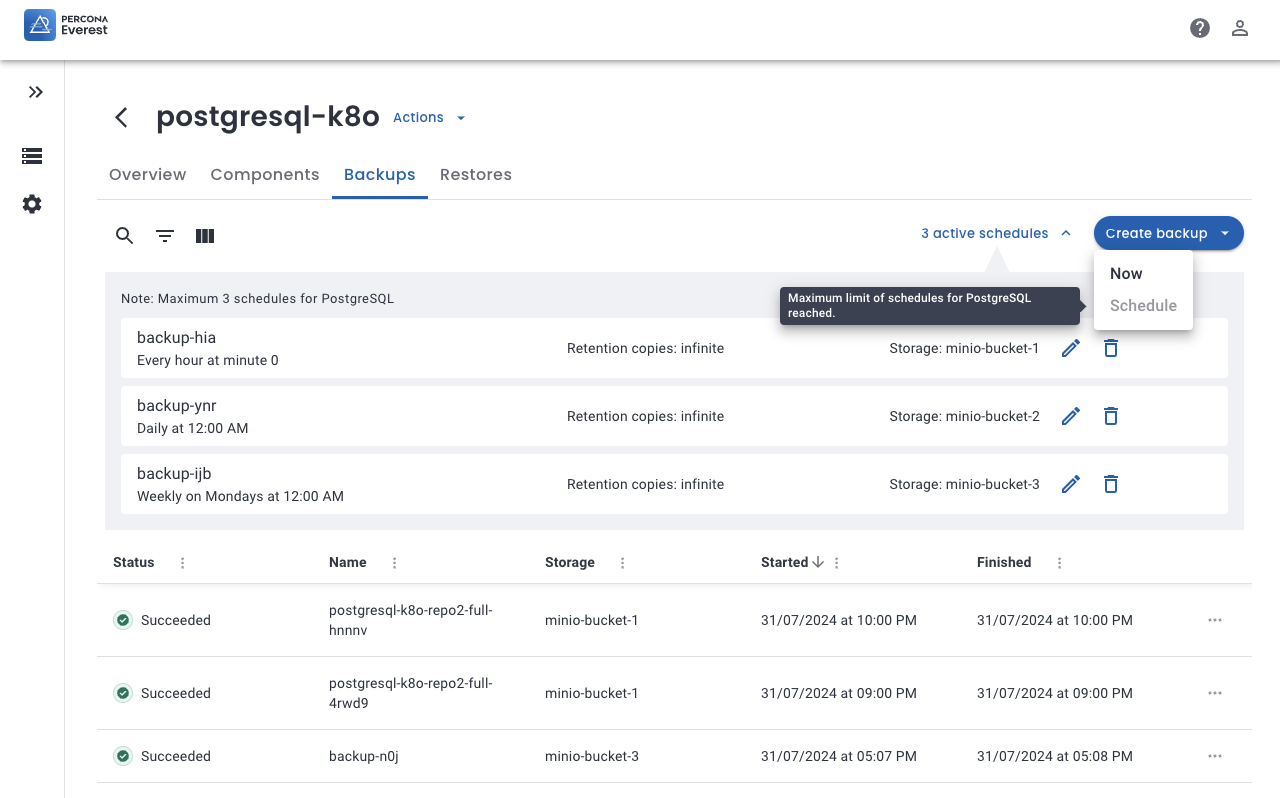 PERCONA
Everest
postgresql-k8o
Actions
Overview
Components
Backups
Restores
3 active schedules
Create backup
Now
Schedule
Maximum limit of schedules for PostgreSQL
reached.
Note: Maximum 3 schedules for PostgreSQL
backup-hia
Every hour at minute 0
Retention copies: infinite
Storage: minio-bucket-1
backup-ynr
Daily at 12:00 AM
Retention copies: infinite
Storage: minio-bucket-2
backup-ijb
Weekly on Mondays at 12:00 AM
Retention copies: infinite
Storage: minio-bucket-3
Status
Name
Storage
Started
Finished
Succeeded
postgresql-k8o-repo2-full-
hnnnv
minio-bucket-1
31/07/2024 at 10:00 PM
31/07/2024 at 10:00 PM
Succeeded
postgresql-k8o-repo2-full-
4rwd9
minio-bucket-1
31/07/2024 at 09:00 PM
31/07/2024 at 09:00 PM
Succeeded
backup-n0j
minio-bucket-3
31/07/2024 at 05:07 PM
31/07/2024 at 05:08 PM